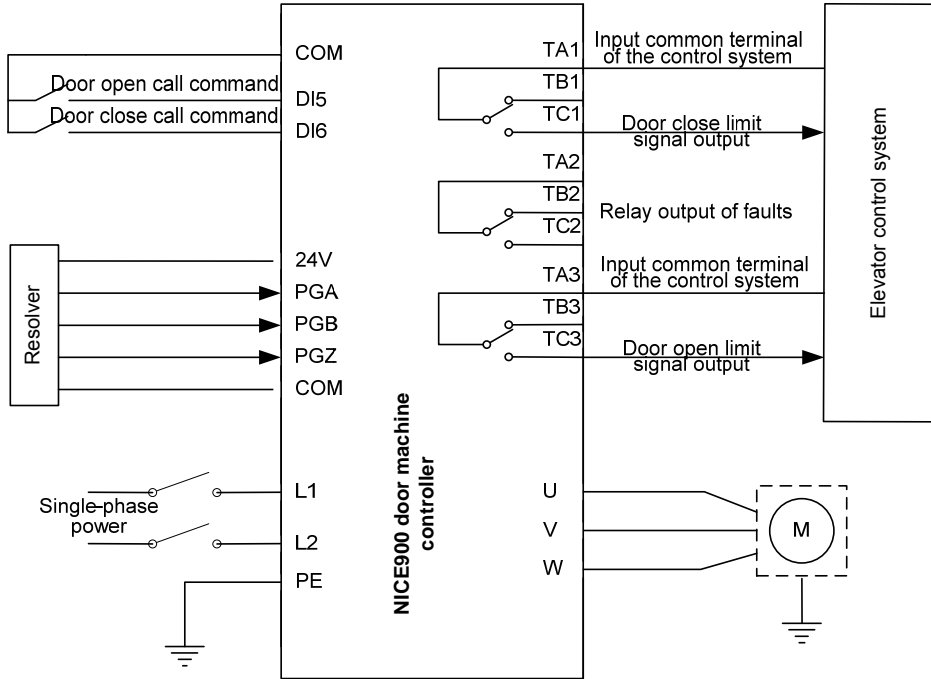 COM
Door open call command
DI5
Door close call command
DI6
24V
PGA
PGB
PGZ
COM
Resolver
L1
Single-phase
power
L2
PE
NICE900 door machine
controller
TA1
TB1
TC1
TA2
TB2
TC2
TA3
TB3
TC3
U
V
W
Input common terminal
of the control system
Door close limit
signal output
Relay output of faults
Input common terminal
of the control system
Door open limit
signal output
Elevator control system
M